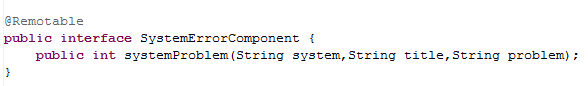 @Remotable
public interface SystemErrorComponent {
    public int systemProblem(String system,String title,String problem);
}